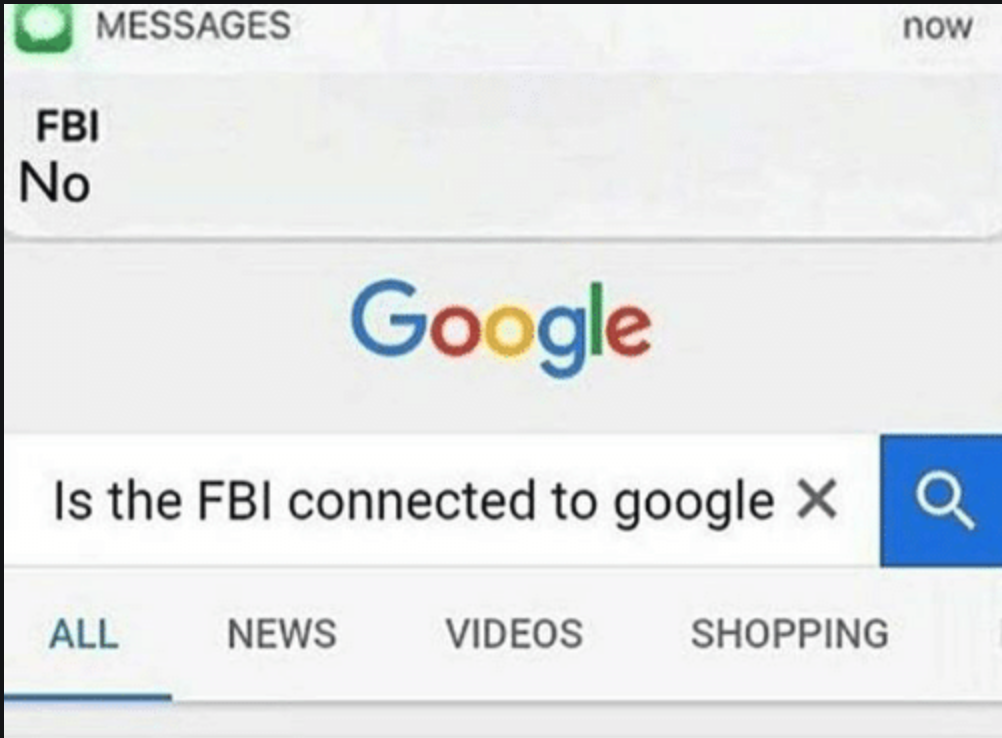 MESSAGES now
FBI
No
Google
Is the FBI connected to google
ALL NEWS VIDEOS SHOPPING